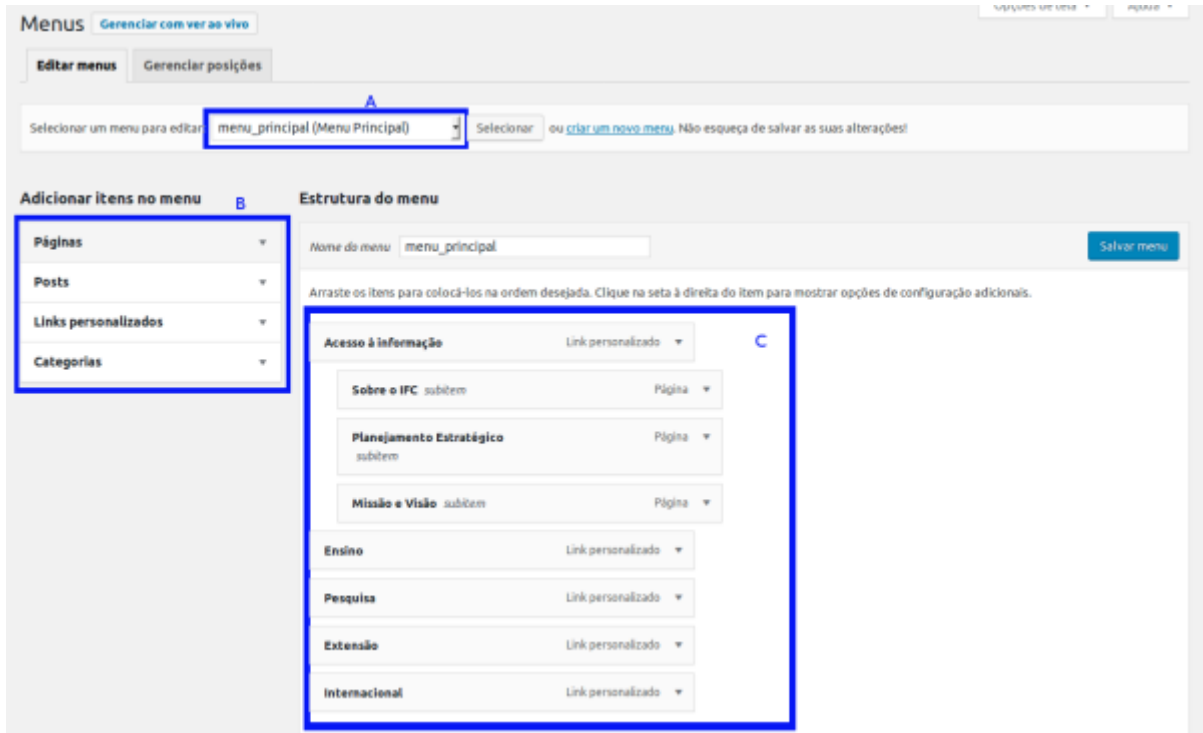 Opções de tela Ajuda
Menus Gerenciar com ver ao vivo
Editar menus Gerenciar posições
A
Selecionar um menu para editar menu_principal (Menu Principal) Selecionar ou criar um novo menu. Não esqueça de salvar as suas alterações!
Adicionar itens no menu B Estrutura do menu
Páginas
Posts
Links personalizados
Categorias
Nome do menu menu_principal Salvar menu
Arraste os itens para colocá-los na ordem desejada. Clique na seta à direita do item para mostrar opções de configuração adicionais.
C
Acesso à informação Link personalizado
Sobre o IFC subitem Página
Planejamento Estratégico Página
subitem
Missão e Visão subitem Página
Ensino Link personalizado
Pesquisa Link personalizado
Extensão Link personalizado
Internacional Link personalizado